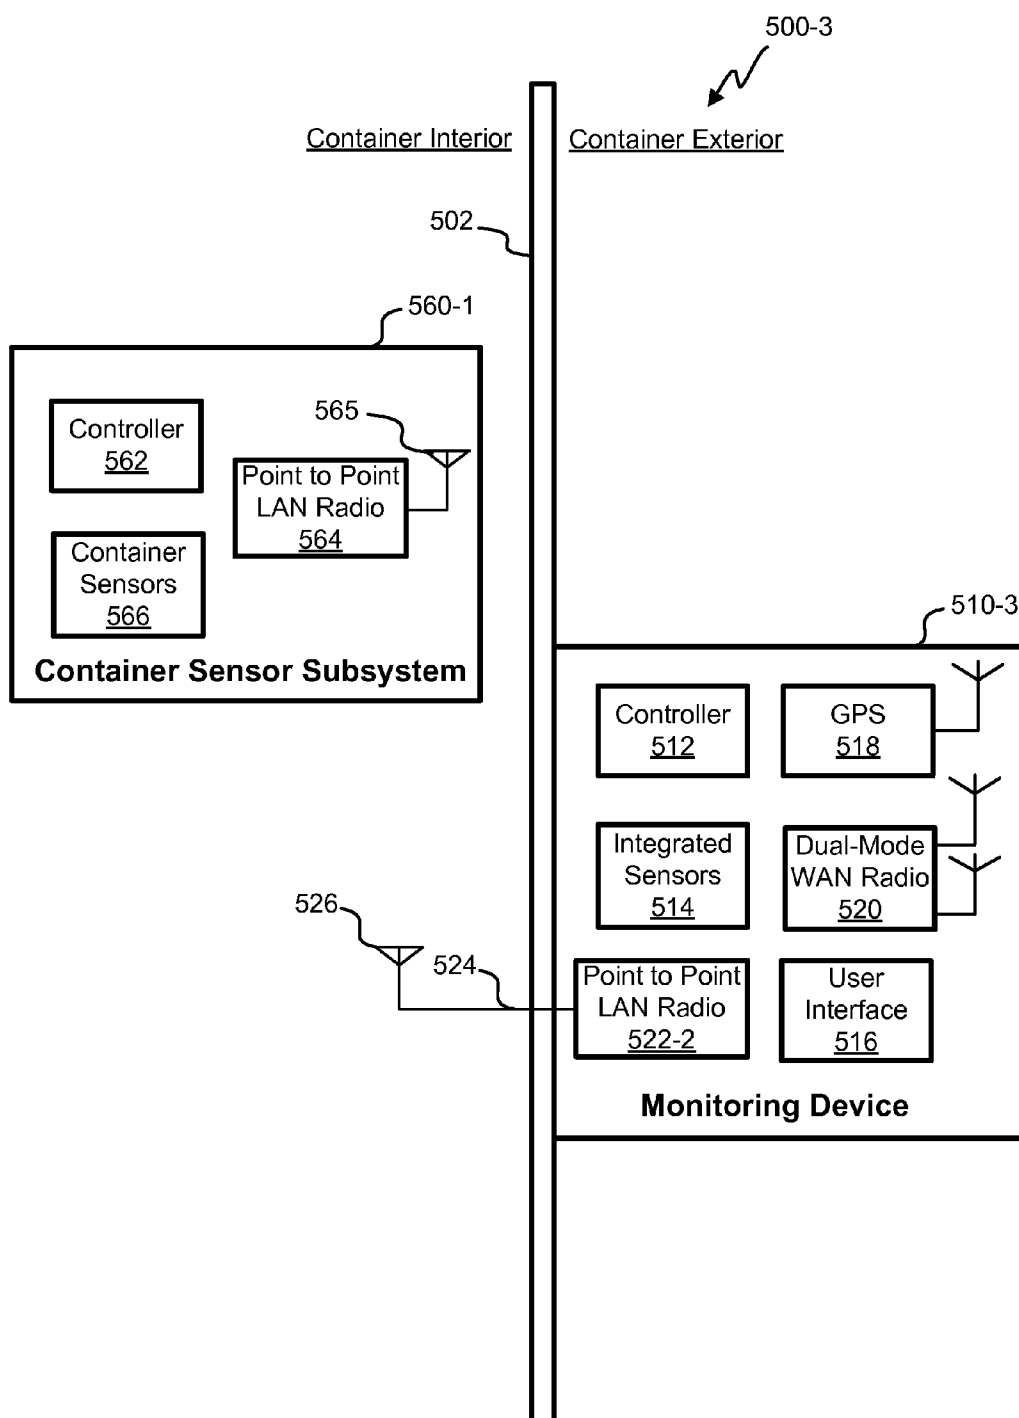 500-3
Container Interior
Container Exterior
502
560-1
Controller
562
565
Point to Point
LAN Radio
564
Container
Sensors
566
Container Sensor Subsystem
510-3
Controller
512
GPS
518
Integrated
Sensors
514
Dual-Mode
WAN Radio
520
526
524
Point to Point
LAN Radio
522-2
User
Interface
516
Monitoring Device